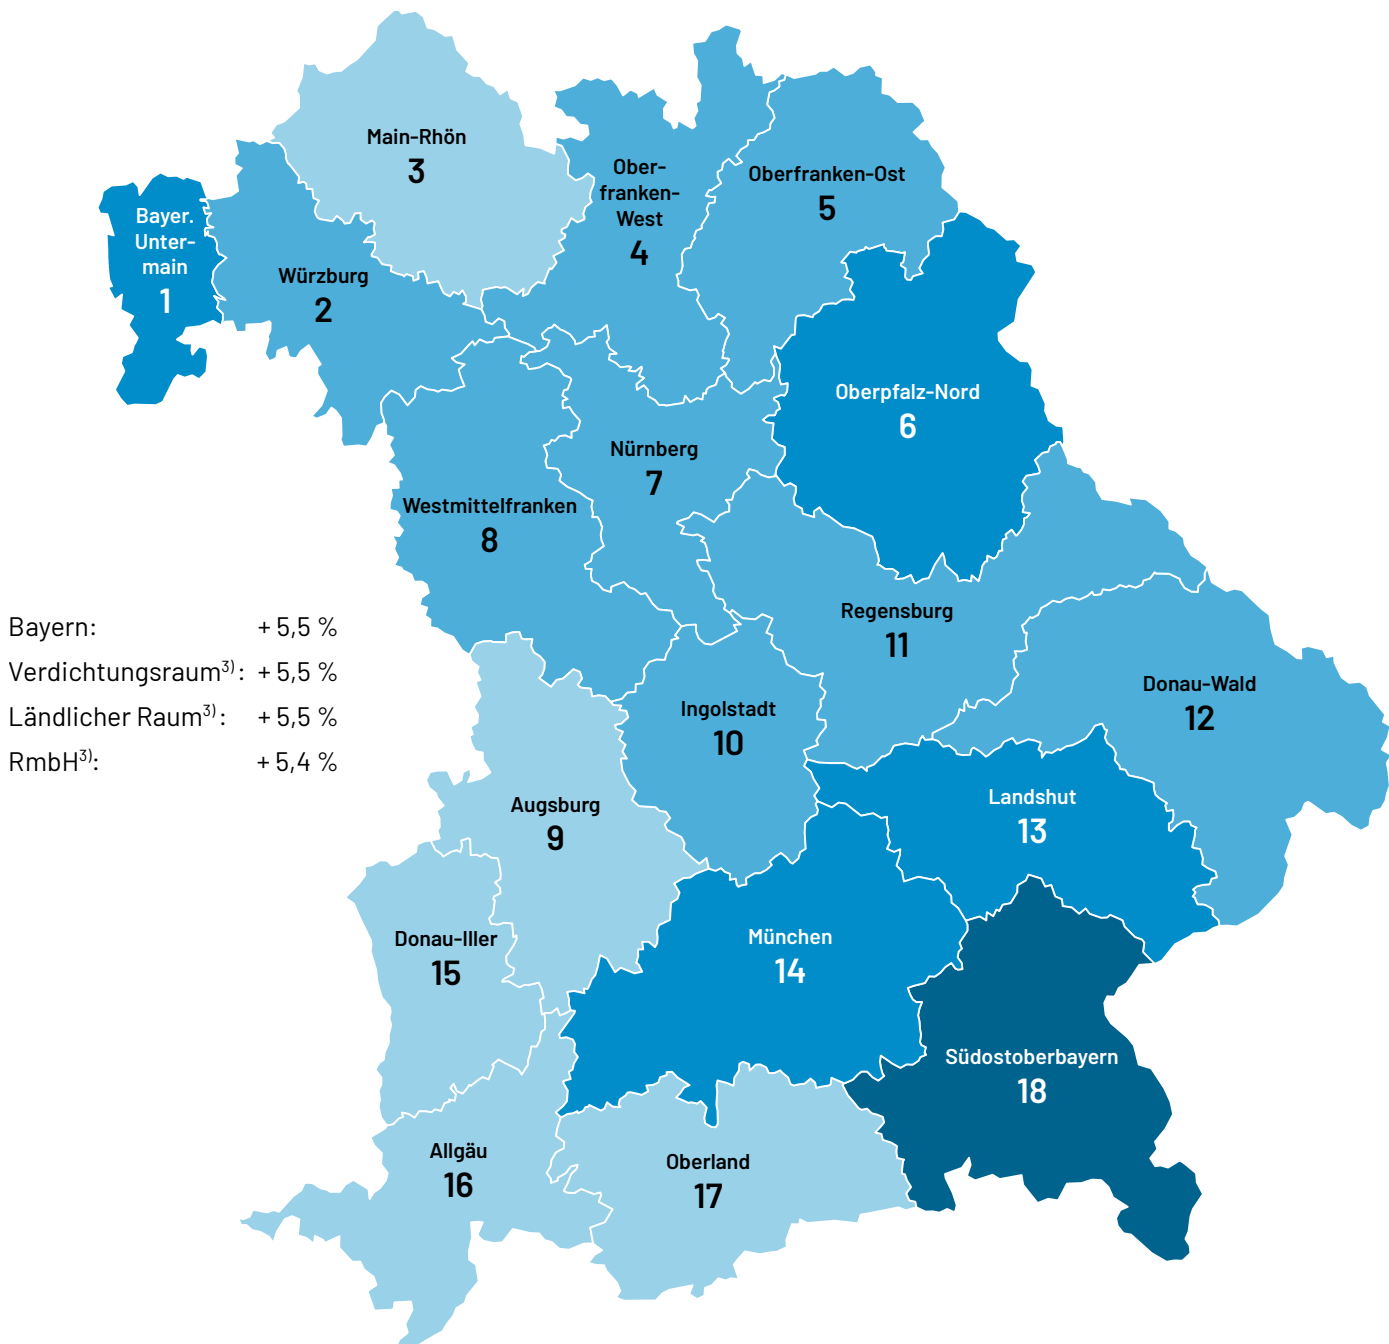 Main-Rhön
3
Ober-
franken-
West
4
Oberfranken-Ost
5
Bayer.
Unter-
main
1
Würzburg
2
Oberpfalz-Nord
6
Nürnberg
7
Westmittelfranken
8
Regensburg
11
Bayern: + 5,5 %
Verdichtungsraum³⁾: + 5,5 %
Ländlicher Raum³⁾: + 5,5 %
RmbH³⁾: + 5,4 %
Donau-Wald
12
Ingolstadt
10
Augsburg
9
Landshut
13
Donau-Iller
15
München
14
Südostoberbayern
18
Allgäu
16
Oberland
17